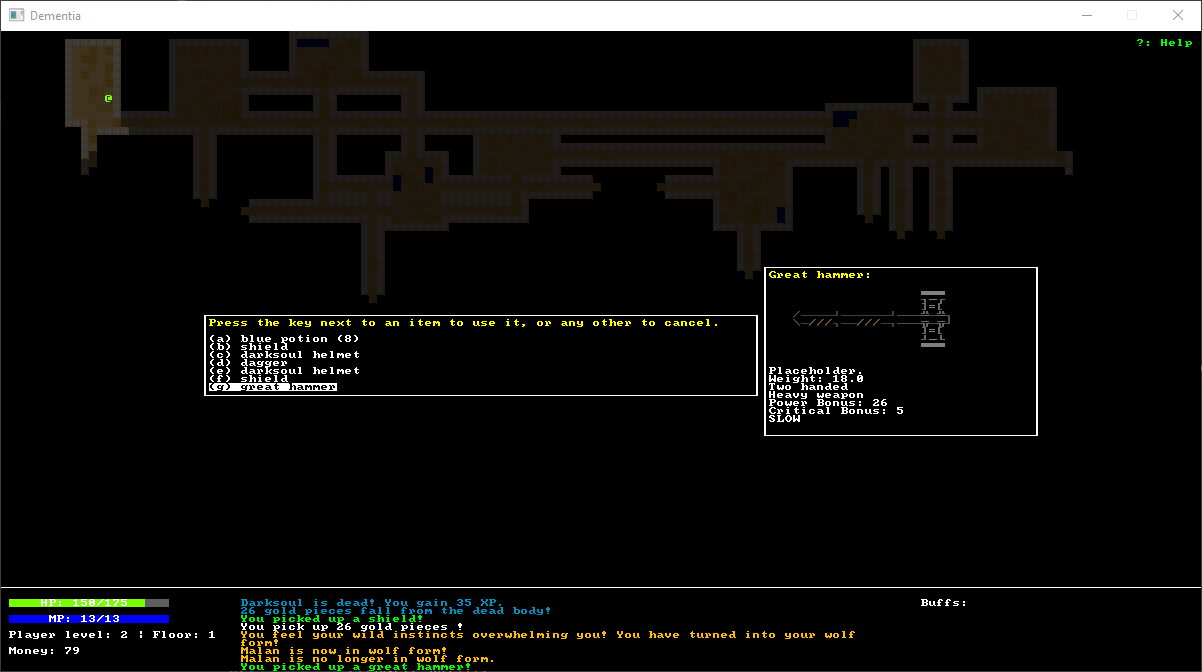 Dementia
?: Help
Great hammer:
Press the key next to an item to use it, or any other to cancel.
(a) blue potion (8)
(b) shield
(c) darksoul helmet
(d) dagger
(e) darksoul helmet
(f) shield
(g) great hammer
Placeholder.
Weight: 18.0
Two handed
Heavy weapon
Power Bonus: 26
Critical Bonus: 5
SLOW
HP: 150/175
MP: 13/13
Player level: 2 | Floor: 1
Money: 79
Darksoul is dead! You gain 35 XP.
26 gold pieces fall from the dead body!
You picked up a shield!
You pick up 26 gold pieces !
You feel your wild instincts overwhelming you! You have turned into your wolf
form!
Malan is now in wolf form!
Malan is no longer in wolf form.
You picked up a great hammer!
Buffs: